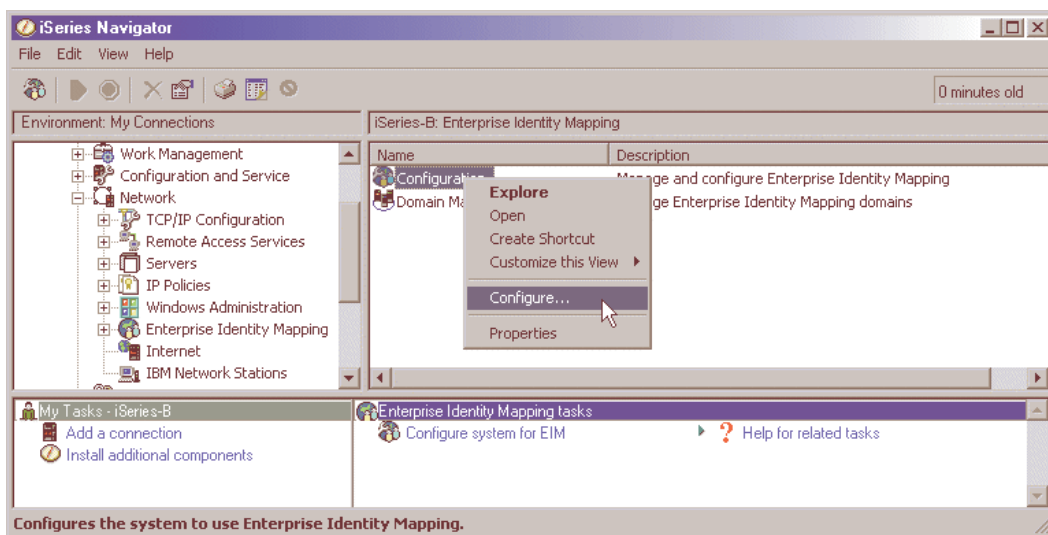 iSeries Navigator
File Edit View Help
0 minutes old
Environment: My Connections
iSeries-B: Enterprise Identity Mapping
Work Management
Configuration and Service
Network
TCP/IP Configuration
Remote Access Services
Servers
IP Policies
Windows Administration
Enterprise Identity Mapping
Internet
IBM Network Stations
Name Description
Configuration Manage and configure Enterprise Identity Mapping
Domain Ma ge Enterprise Identity Mapping domains
Explore
Open
Create Shortcut
Customize this View
Configure...
Properties
My Tasks - iSeries-B
Add a connection
Install additional components
Enterprise Identity Mapping tasks
Configure system for EIM
Help for related tasks
Configures the system to use Enterprise Identity Mapping.